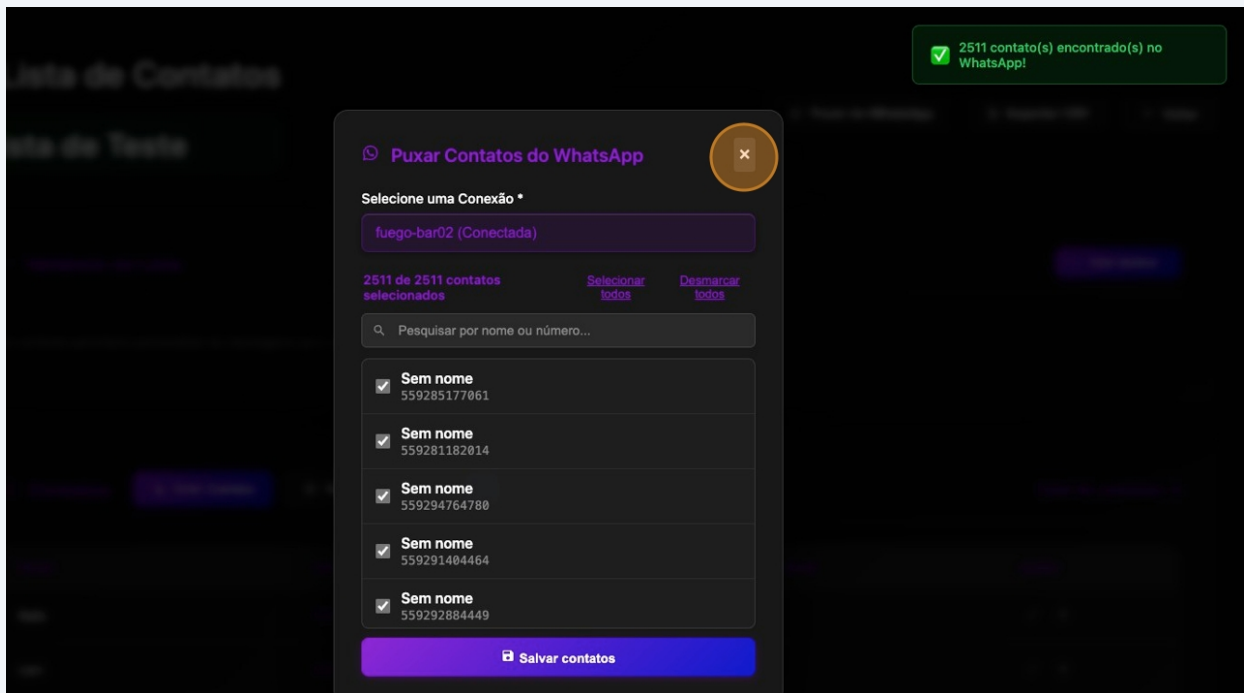 2511 contato(s) encontrado(s) no
WhatsApp!
Lista de Contatos
sta de Teste
Puxar Contatos do WhatsApp
×
Selecione uma Conexão *
fuego-bar02 (Conectada)
2511 de 2511 contatos
selecionados
Selecionar
todos
Desmarcar
todos
Pesquisar por nome ou número...
Sem nome
559285177061
Sem nome
559281182014
Sem nome
559294764780
Sem nome
559291404464
Sem nome
559292884449
Salvar contatos